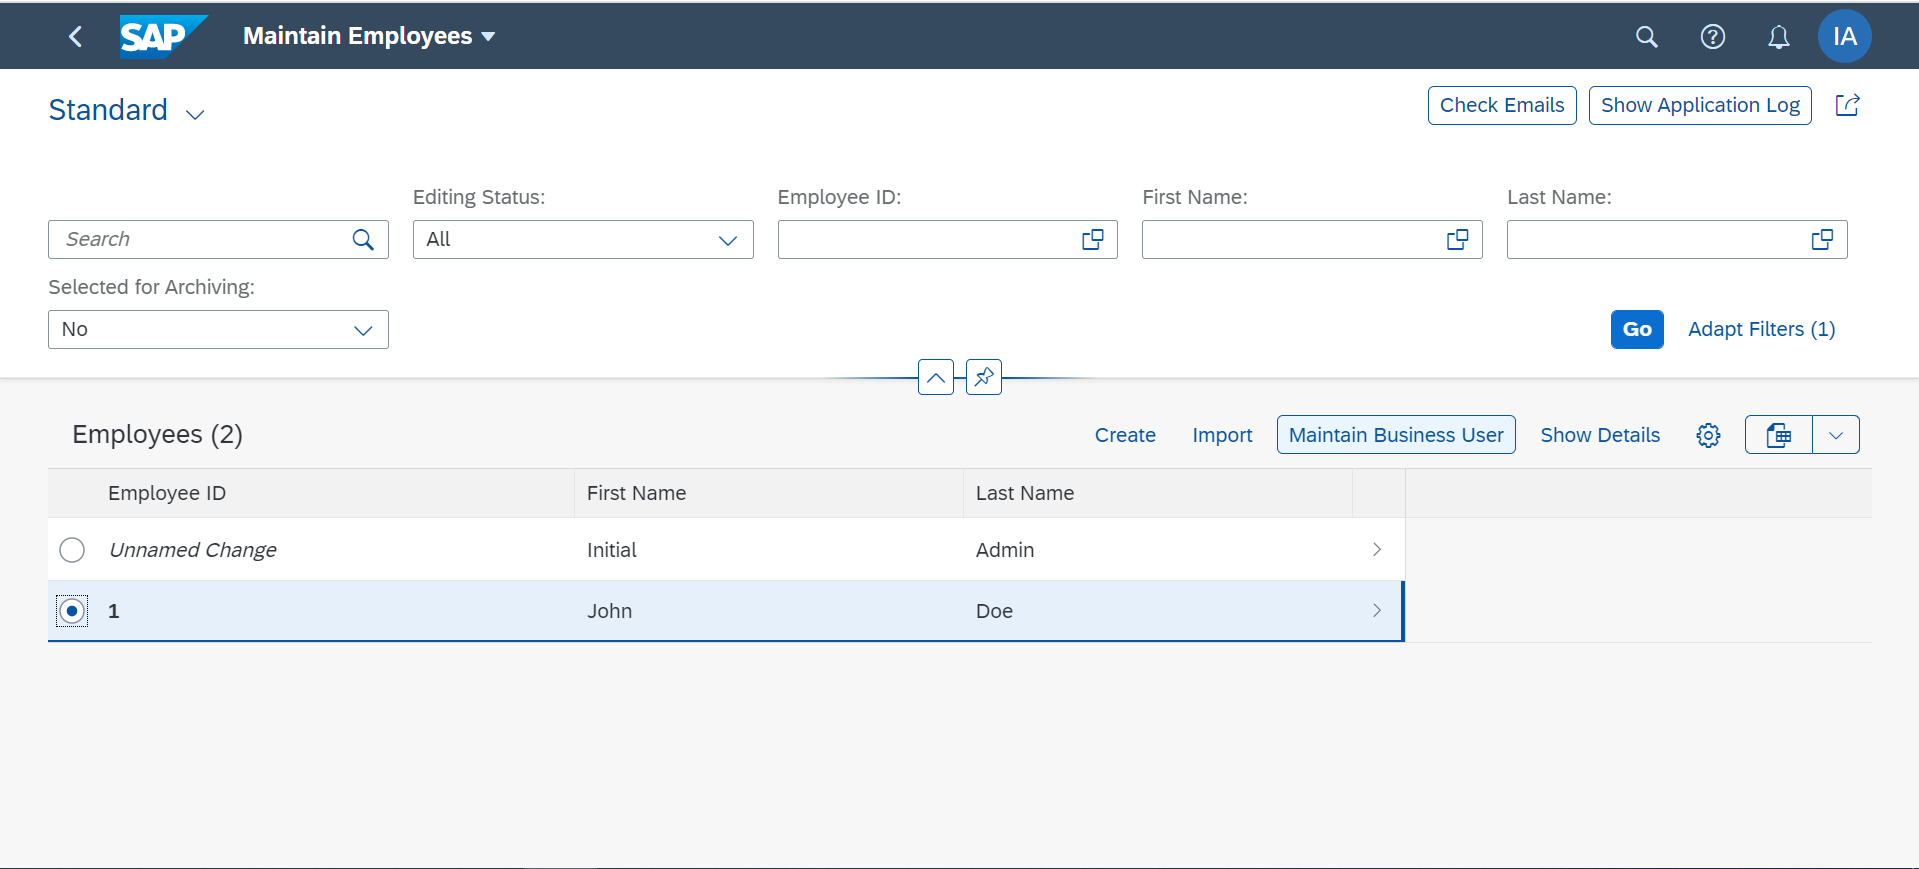 SAP Maintain Employees IA
Standard
Check Emails Show Application Log
Editing Status: Employee ID: First Name: Last Name:
Search All
Selected for Archiving:
No Go Adapt Filters (1)
Employees (2) Create Import Maintain Business User Show Details
Employee ID First Name Last Name
Unnamed Change Initial Admin
1 John Doe